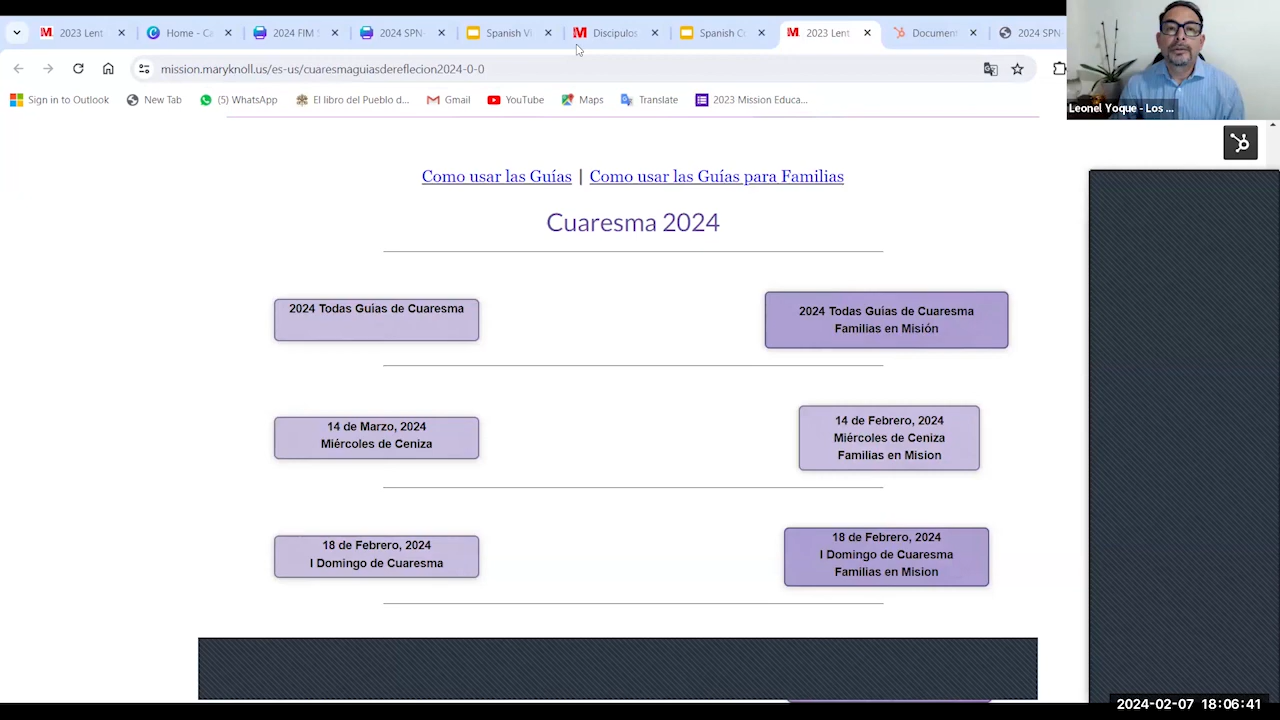 2023 Lent
Home - Ca
2024 FIM S
2024 SPN
Spanish Vi
Discipulos
Spanish C
2023 Lent
Document
2024 SPN
mission.maryknoll.us/es-us/cuaresmaguiasdereflecion2024-0-0
Sign in to Outlook
New Tab
(5) WhatsApp
El libro del Pueblo d...
Gmail
YouTube
Maps
Translate
2023 Mission Educa...
Leonel Yoque - Los ...
Como usar las Guías | Como usar las Guías para Familias
Cuaresma 2024
2024 Todas Guías de Cuaresma
2024 Todas Guías de Cuaresma
Familias en Misión
14 de Marzo, 2024
Miércoles de Ceniza
14 de Febrero, 2024
Miércoles de Ceniza
Familias en Mision
18 de Febrero, 2024
I Domingo de Cuaresma
18 de Febrero, 2024
I Domingo de Cuaresma
Familias en Mision
2024-02-07 18:06:41